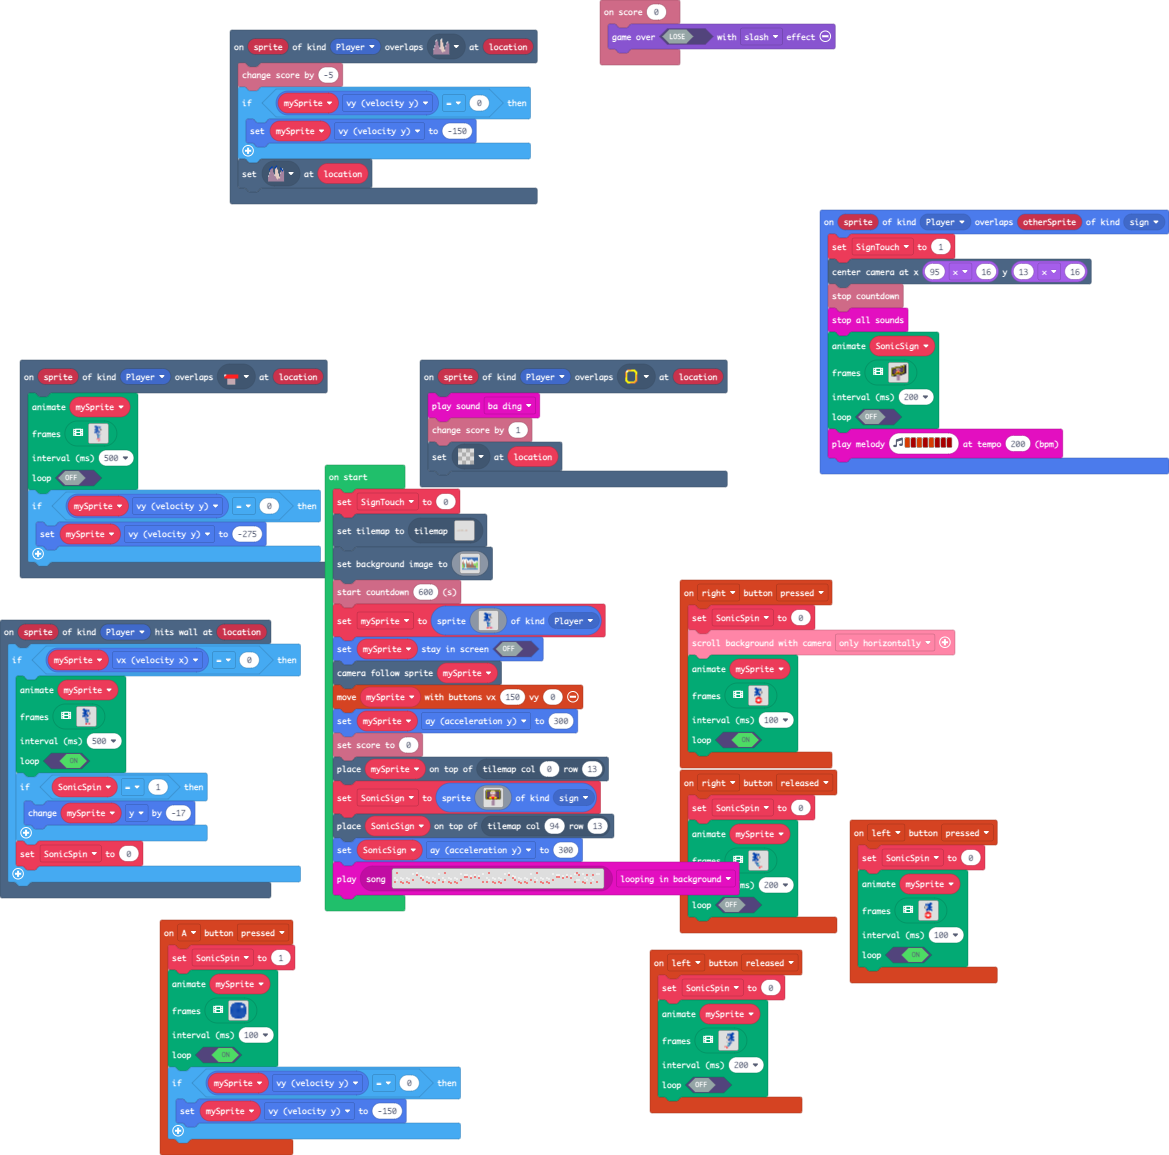 on score 0
game over LOSE with slash effect
on sprite of kind Player overlaps at location
change score by -5
if mySprite vy (velocity y) = 0 then
set mySprite vy (velocity y) to -150
set at location
on sprite of kind Player overlaps otherSprite of kind sign
set SignTouch to 1
center camera at x 95 x 16 y 13 x 16
stop countdown
stop all sounds
animate SonicSign
frames
interval (ms) 200
loop OFF
play melody at tempo 200 (bpm)
on sprite of kind Player overlaps at location
animate mySprite
frames
interval (ms) 500
loop OFF
if mySprite vy (velocity y) = 0 then
set mySprite vy (velocity y) to -275
on sprite of kind Player overlaps at location
play sound ba ding
change score by 1
set at location
on start
set SignTouch to 0
set tilemap to tilemap
set background image to
start countdown 600 (s)
set mySprite to sprite of kind Player
set mySprite stay in screen OFF
camera follow sprite mySprite
move mySprite with buttons vx 150 vy 0
set mySprite ay (acceleration y) to 300
set score to 0
place mySprite on top of tilemap col 0 row 13
set SonicSign to sprite of kind sign
place SonicSign on top of tilemap col 94 row 13
set SonicSign ay (acceleration y) to 300
play song looping in background
on sprite of kind Player hits wall at location
if mySprite vx (velocity x) = 0 then
animate mySprite
frames
interval (ms) 500
loop ON
if SonicSpin = 1 then
change mySprite y by -17
set SonicSpin to 0
on right button pressed
set SonicSpin to 0
scroll background with camera only horizontally
animate mySprite
frames
interval (ms) 100
loop ON
on right button released
set SonicSpin to 0
animate mySprite
frames
ms) 200
loop OFF
on left button pressed
set SonicSpin to 0
animate mySprite
frames
interval (ms) 100
loop ON
on A button pressed
set SonicSpin to 1
animate mySprite
frames
interval (ms) 100
loop ON
if mySprite vy (velocity y) = 0 then
set mySprite vy (velocity y) to -150
on left button released
set SonicSpin to 0
animate mySprite
frames
interval (ms) 200
loop OFF